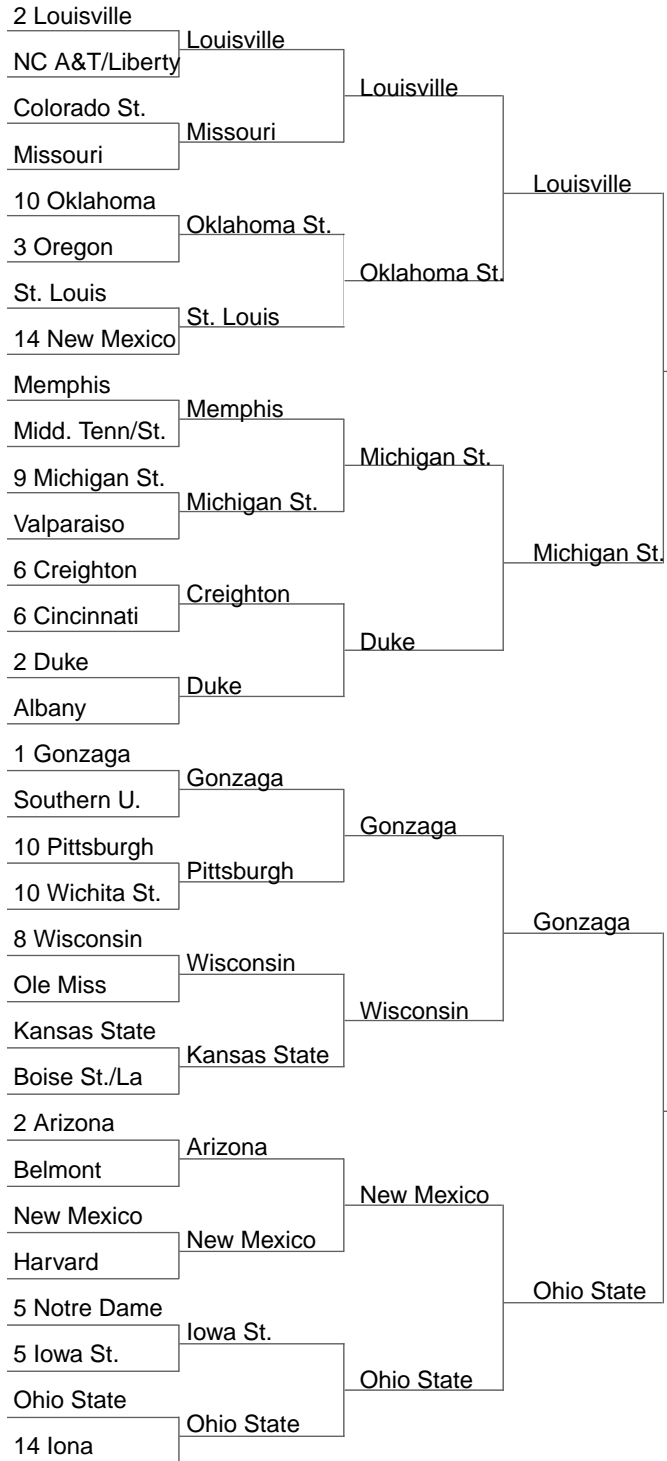 2 Louisville
NC A&T/Liberty
Colorado St.
Missouri
10 Oklahoma
3 Oregon
St. Louis
14 New Mexico
Memphis
Midd. Tenn/St.
9 Michigan St.
Valparaiso
6 Creighton
6 Cincinnati
2 Duke
Albany
1 Gonzaga
Southern U.
10 Pittsburgh
10 Wichita St.
8 Wisconsin
Ole Miss
Kansas State
Boise St./La
2 Arizona
Belmont
New Mexico
Harvard
5 Notre Dame
5 Iowa St.
Ohio State
14 Iona
Louisville
Missouri
Oklahoma St.
St. Louis
Memphis
Michigan St.
Creighton
Duke
Gonzaga
Pittsburgh
Wisconsin
Kansas State
Arizona
New Mexico
Iowa St.
Ohio State
Louisville
Oklahoma St.
Michigan St.
Duke
Gonzaga
Wisconsin
New Mexico
Ohio State
Louisville
Michigan St.
Gonzaga
Ohio State